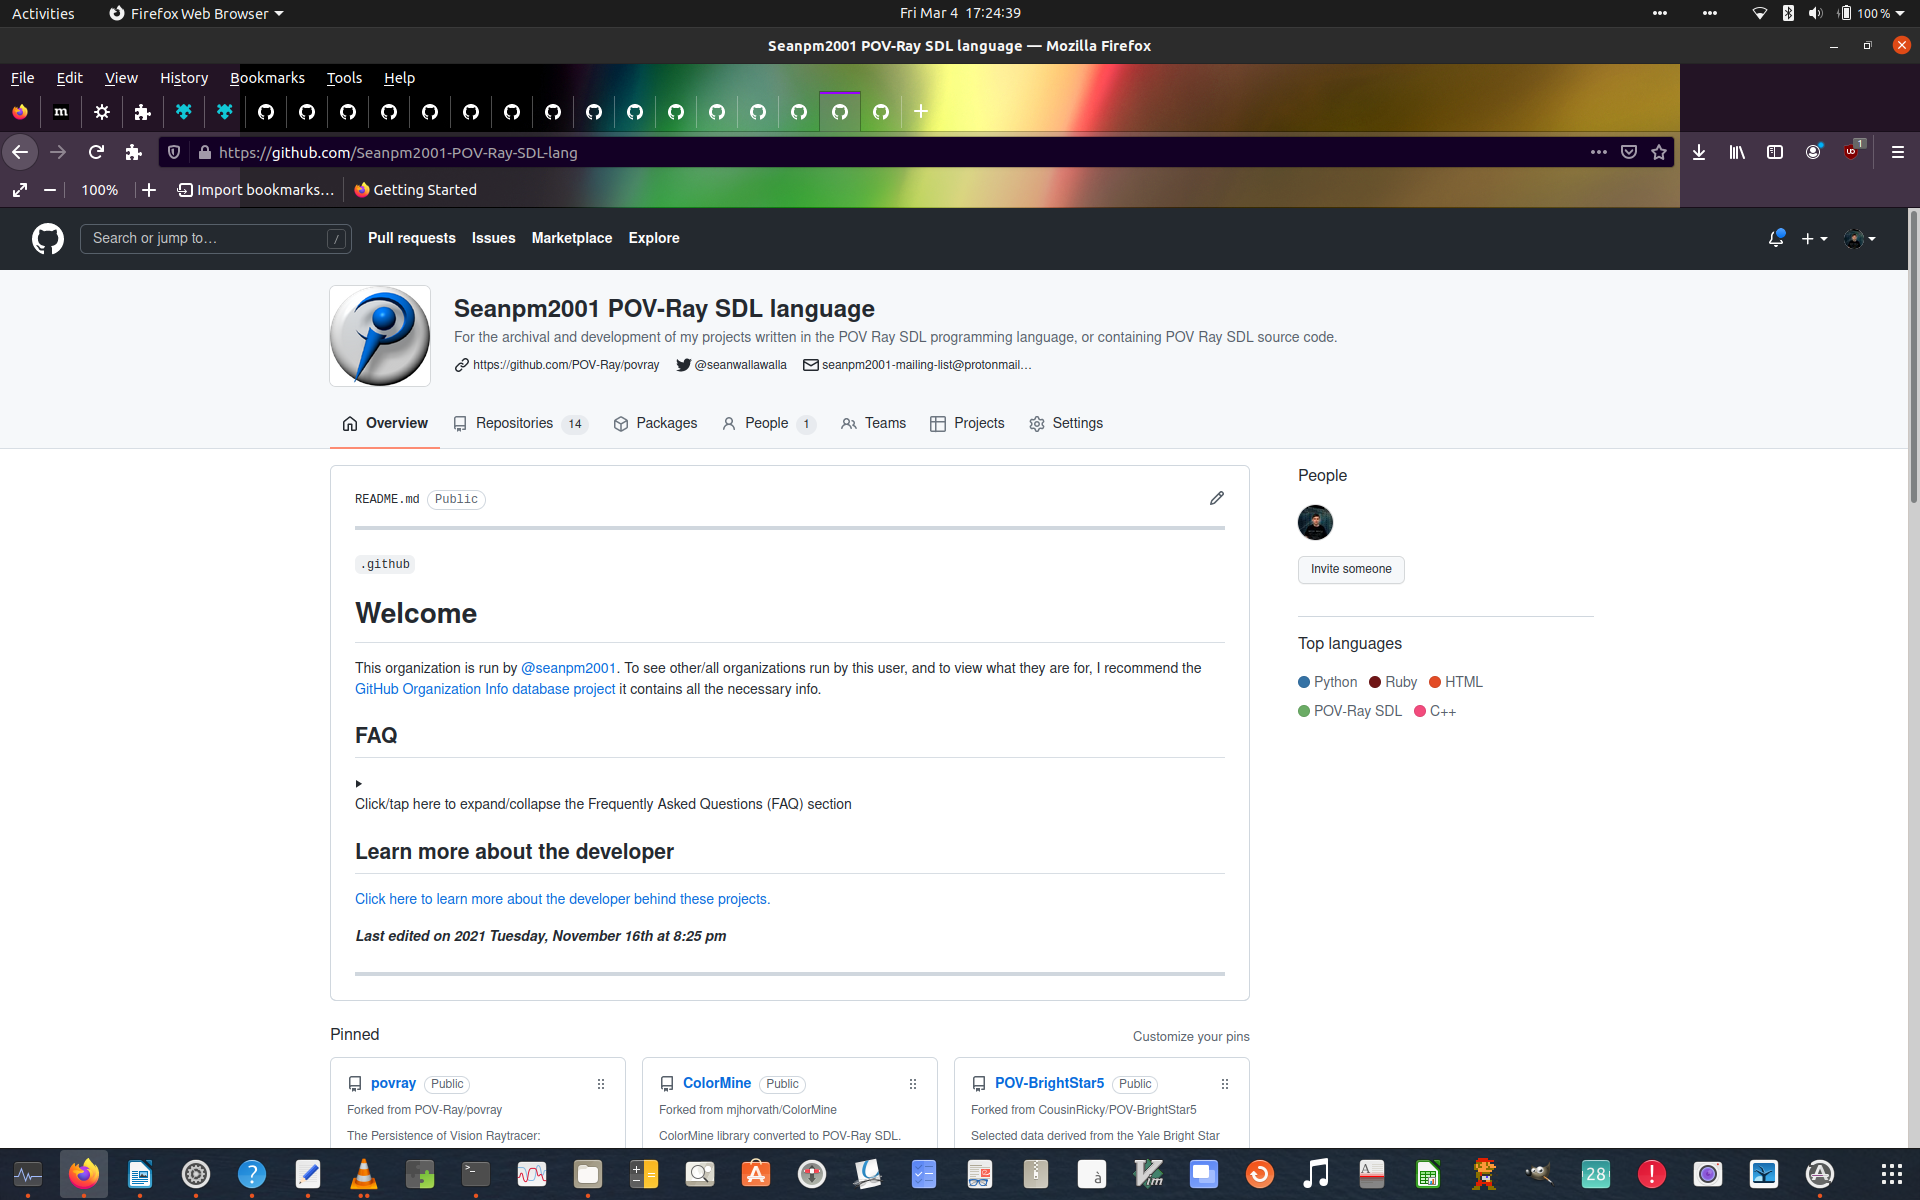 Activities Firefox Web Browser Fri Mar 4 17:24:39 100 %
Seanpm2001 POV-Ray SDL language — Mozilla Firefox
File Edit View History Bookmarks Tools Help
m
https://github.com/Seanpm2001-POV-Ray-SDL-lang 1
100% Import bookmarks… Getting Started
Search or jump to… / Pull requests Issues Marketplace Explore
Seanpm2001 POV-Ray SDL language
For the archival and development of my projects written in the POV Ray SDL programming language, or containing POV Ray SDL source code.
https://github.com/POV-Ray/povray @seanwallawalla seanpm2001-mailing-list@protonmail…
Overview Repositories 14 Packages People 1 Teams Projects Settings
README.md Public
.github
Welcome
This organization is run by @seanpm2001. To see other/all organizations run by this user, and to view what they are for, I recommend the
GitHub Organization Info database project it contains all the necessary info.
FAQ
Click/tap here to expand/collapse the Frequently Asked Questions (FAQ) section
Learn more about the developer
Click here to learn more about the developer behind these projects.
Last edited on 2021 Tuesday, November 16th at 8:25 pm
People
Invite someone
Top languages
Python Ruby HTML
POV-Ray SDL C++
Pinned Customize your pins
povray Public
Forked from POV-Ray/povray
The Persistence of Vision Raytracer:
ColorMine Public
Forked from mjhorvath/ColorMine
ColorMine library converted to POV-Ray SDL.
POV-BrightStar5 Public
Forked from CousinRicky/POV-BrightStar5
Selected data derived from the Yale Bright Star
28